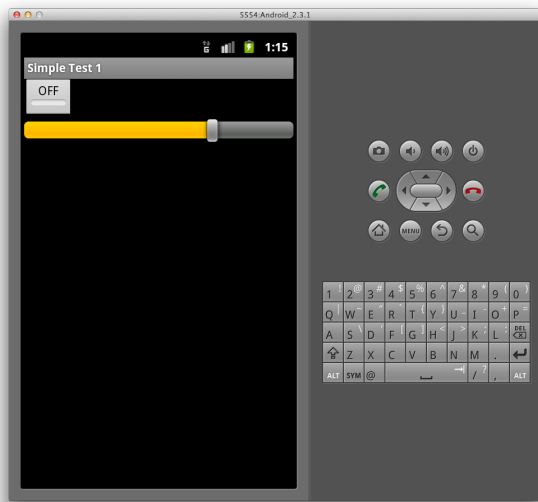 5554:Android_2.3.1
G 1:15
Simple Test 1
OFF
MENU
1 ! 2 @ 3 # 4 $ 5 % 6 ^ 7 & 8 * 9 ( 0 )
Q | W ~ E " R ` T { Y } U _ I - O + P =
A S \ D ' F [ G ] H < J > K ; L : DEL
Z X C V B N M .
ALT SYM @ / ? , ALT